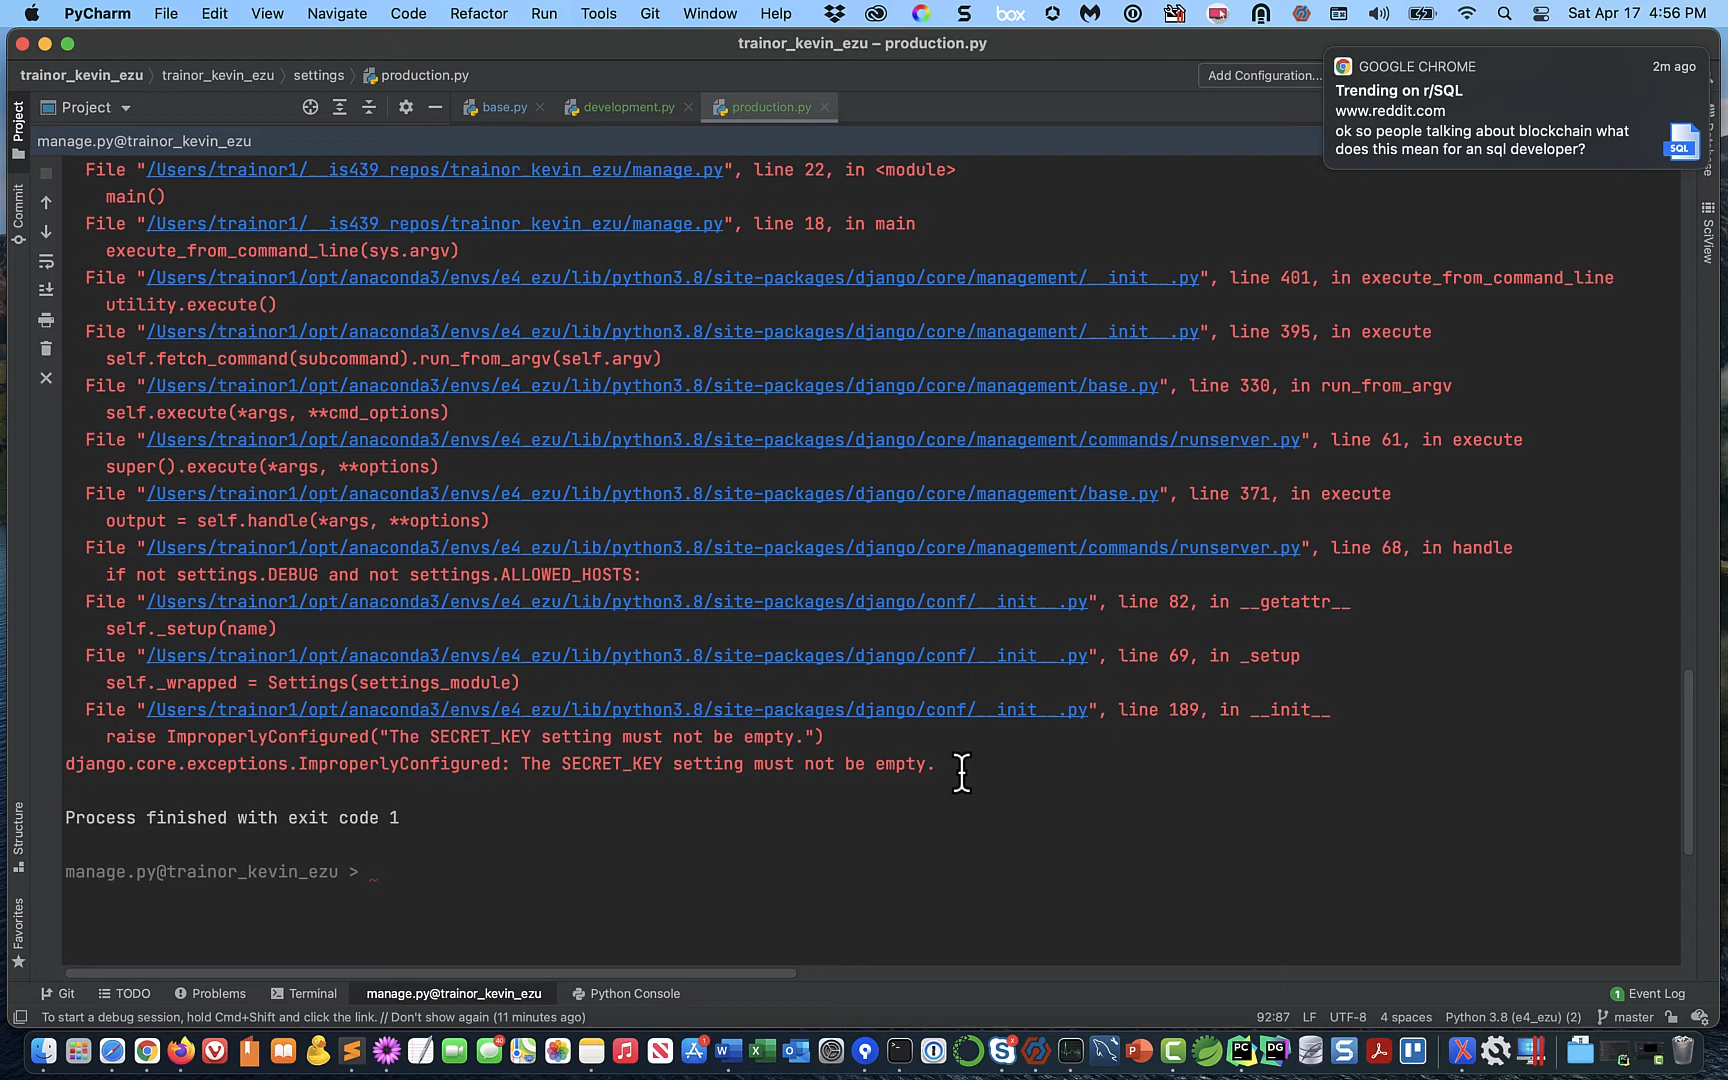 PyCharm File Edit View Navigate Code Refactor Run Tools Git Window Help box Sat Apr 17 4:56 PM
trainor_kevin_ezu – production.py
trainor_kevin_ezu trainor_kevin_ezu settings production.py Add Configuration...
GOOGLE CHROME 2m ago
Trending on r/SQL
www.reddit.com
ok so people talking about blockchain what
does this mean for an sql developer?
SQL
Project base.py development.py production.py
manage.py@trainor_kevin_ezu
File "/Users/trainor1/__is439_repos/trainor_kevin_ezu/manage.py", line 22, in <module>
main()
File "/Users/trainor1/__is439_repos/trainor_kevin_ezu/manage.py", line 18, in main
execute_from_command_line(sys.argv)
File "/Users/trainor1/opt/anaconda3/envs/e4_ezu/lib/python3.8/site-packages/django/core/management/__init__.py", line 401, in execute_from_command_line
utility.execute()
File "/Users/trainor1/opt/anaconda3/envs/e4_ezu/lib/python3.8/site-packages/django/core/management/__init__.py", line 395, in execute
self.fetch_command(subcommand).run_from_argv(self.argv)
File "/Users/trainor1/opt/anaconda3/envs/e4_ezu/lib/python3.8/site-packages/django/core/management/base.py", line 330, in run_from_argv
self.execute(*args, **cmd_options)
File "/Users/trainor1/opt/anaconda3/envs/e4_ezu/lib/python3.8/site-packages/django/core/management/commands/runserver.py", line 61, in execute
super().execute(*args, **options)
File "/Users/trainor1/opt/anaconda3/envs/e4_ezu/lib/python3.8/site-packages/django/core/management/base.py", line 371, in execute
output = self.handle(*args, **options)
File "/Users/trainor1/opt/anaconda3/envs/e4_ezu/lib/python3.8/site-packages/django/core/management/commands/runserver.py", line 68, in handle
if not settings.DEBUG and not settings.ALLOWED_HOSTS:
File "/Users/trainor1/opt/anaconda3/envs/e4_ezu/lib/python3.8/site-packages/django/conf/__init__.py", line 82, in __getattr__
self._setup(name)
File "/Users/trainor1/opt/anaconda3/envs/e4_ezu/lib/python3.8/site-packages/django/conf/__init__.py", line 69, in _setup
self._wrapped = Settings(settings_module)
File "/Users/trainor1/opt/anaconda3/envs/e4_ezu/lib/python3.8/site-packages/django/conf/__init__.py", line 189, in __init__
raise ImproperlyConfigured("The SECRET_KEY setting must not be empty.")
django.core.exceptions.ImproperlyConfigured: The SECRET_KEY setting must not be empty.
Process finished with exit code 1
manage.py@trainor_kevin_ezu >
Project
Commit
Structure
Favorites
SciView
Git TODO Problems Terminal manage.py@trainor_kevin_ezu Python Console 1 Event Log
To start a debug session, hold Cmd+Shift and click the link. // Don't show again (11 minutes ago) 92:87 LF UTF-8 4 spaces Python 3.8 (e4_ezu) (2) master